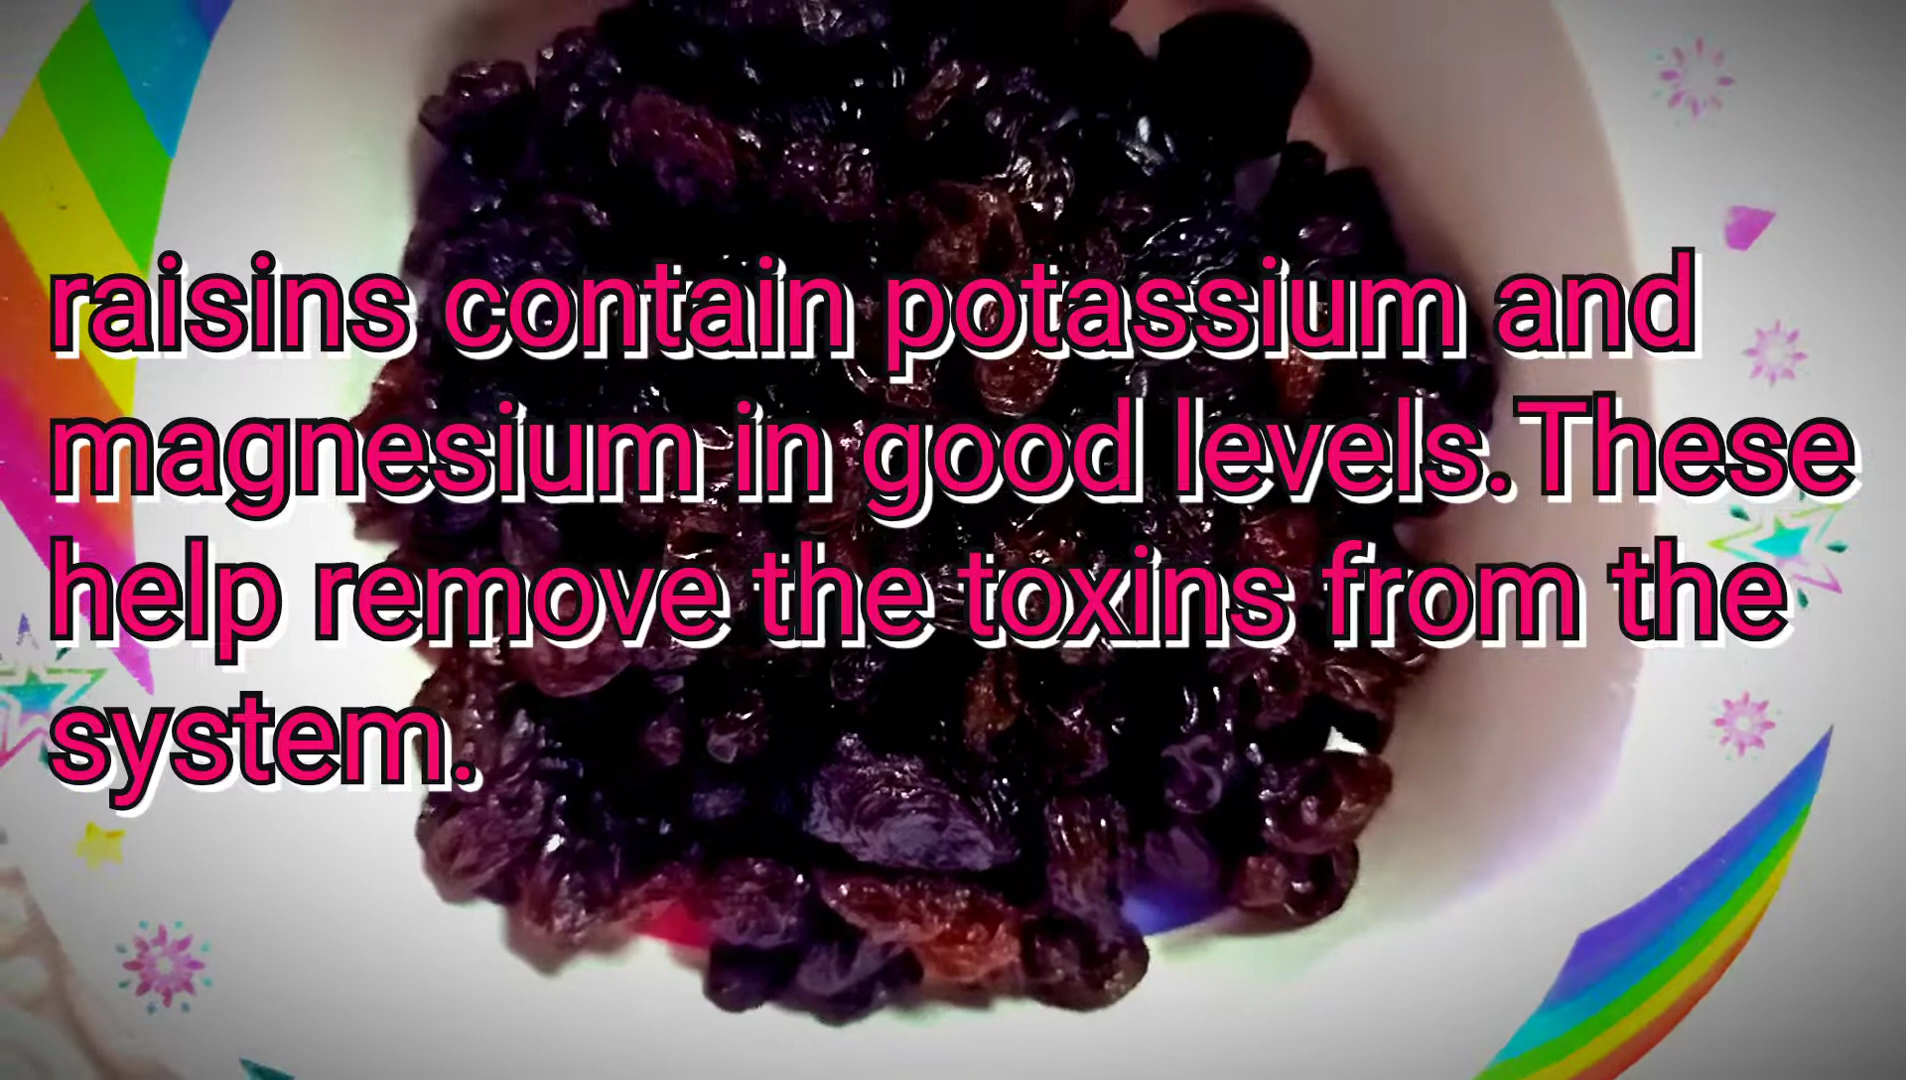 raisins contain potassium and
magnesium in good levels.These
help remove the toxins from the
system.